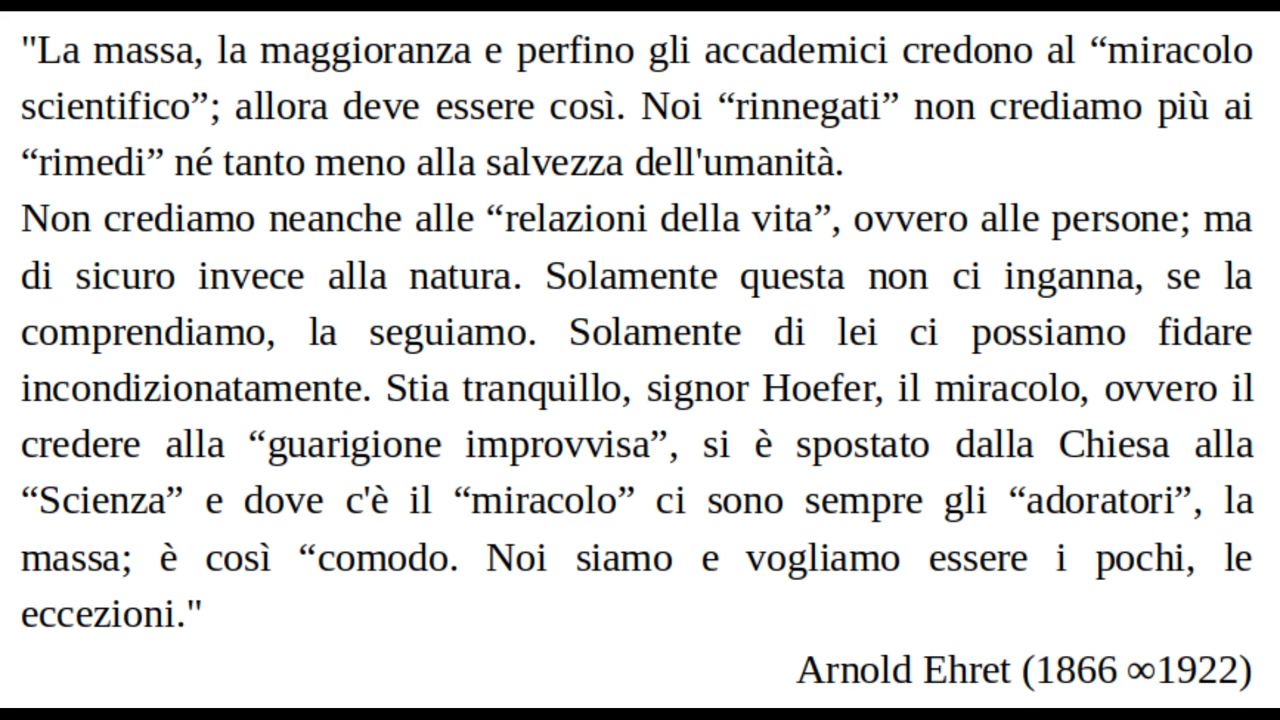 "La massa, la maggioranza e perfino gli accademici credono al “miracolo
scientifico”; allora deve essere così. Noi “rinnegati” non crediamo più ai
“rimedi” né tanto meno alla salvezza dell'umanità.
Non crediamo neanche alle “relazioni della vita”, ovvero alle persone; ma
di sicuro invece alla natura. Solamente questa non ci inganna, se la
comprendiamo, la seguiamo. Solamente di lei ci possiamo fidare
incondizionatamente. Stia tranquillo, signor Hoefer, il miracolo, ovvero il
credere alla “guarigione improvvisa”, si è spostato dalla Chiesa alla
“Scienza” e dove c'è il “miracolo” ci sono sempre gli “adoratori”, la
massa; è così “comodo. Noi siamo e vogliamo essere i pochi, le
eccezioni."
Arnold Ehret (1866 ∞1922)